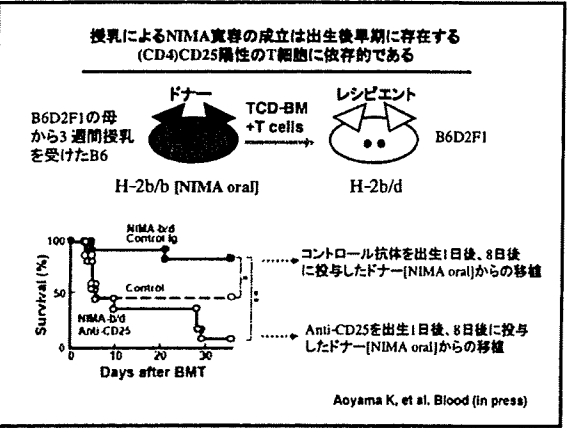 授乳によるNIMA寛容の成立は出生後早期に存在する
(CD4)CD25陽性のT細胞に依存的である
ドナー
レシピエント
B6D2F1の母
から3週間授乳
を受けたB6
TCD-BM
+T cells
B6D2F1
H-2b/b [NIMA oral]
H-2b/d
NIMA-b/d
Control Ig
Control
NIMA-b/d
Anti-CD25
Survival (%)
100
50
0
0
10
20
30
Days after BMT
*
**
コントロール抗体を出生1日後、8日後
に投与したドナー[NIMA oral]からの移植
Anti-CD25を出生1日後、8日後に投与
したドナー[NIMA oral]からの移植
Aoyama K, et al. Blood (in press)